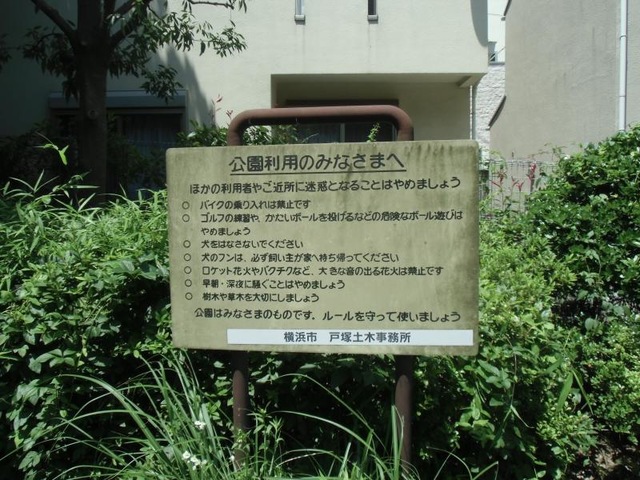 公園利用のみなさまへ
ほかの利用者やご近所に迷惑となることはやめましょう
○ バイクの乗り入れは禁止です
○ ゴルフの練習や、かたいボールを投げるなどの危険なボール遊びは
やめましょう
○ 犬をはなさないでください
○ 犬のフンは、必ず飼い主が家へ持ち帰ってください
○ ロケット花火やバクチクなど、大きな音の出る花火は禁止です
○ 早朝・深夜に騒ぐことはやめましょう
○ 樹木や草木を大切にしましょう
公園はみなさまのものです、ルールを守って使いましょう
横浜市 戸塚土木事務所